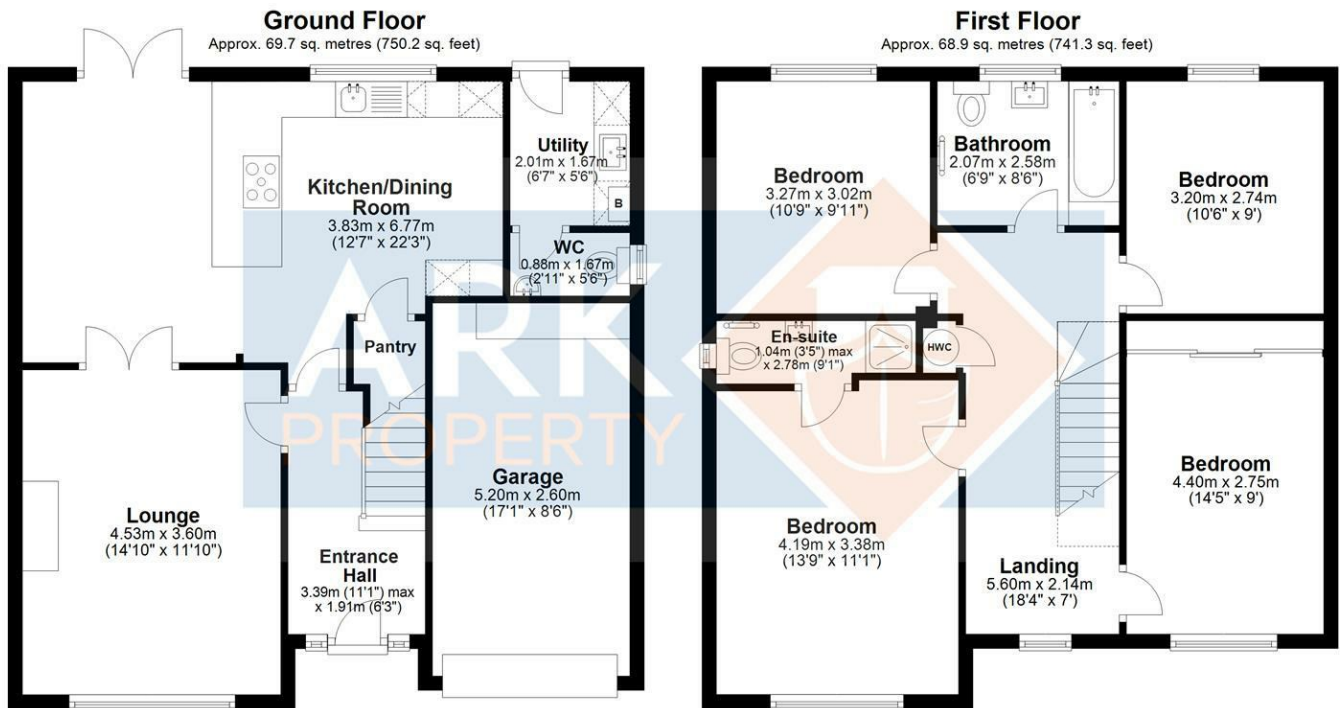 Ground Floor
Approx. 69.7 sq. metres (750.2 sq. feet)
Utility
2.01m x 1.67m
(6'7" x 5'6")
B
Kitchen/Dining
Room
3.83m x 6.77m
(12'7" x 22'3")
WC
0.88m x 1.67m
(2'11" x 5'6")
Pantry
Garage
5.20m x 2.60m
(17'1" x 8'6")
Lounge
4.53m x 3.60m
(14'10" x 11'10")
Entrance
Hall
3.39m (11'1") max
x 1.91m (6'3")
First Floor
Approx. 68.9 sq. metres (741.3 sq. feet)
Bedroom
3.27m x 3.02m
(10'9" x 9'11")
Bathroom
2.07m x 2.58m
(6'9" x 8'6")
Bedroom
3.20m x 2.74m
(10'6" x 9')
En-suite
1.04m (3'5") max
x 2.78m (9'1")
HWC
Bedroom
4.19m x 3.38m
(13'9" x 11'1")
Bedroom
4.40m x 2.75m
(14'5" x 9')
Landing
5.60m x 2.14m
(18'4" x 7')
ARK
PROPERTY